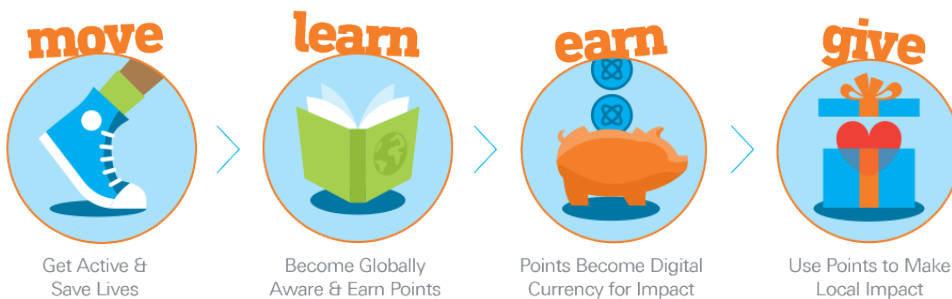 move
Get Active &
Save Lives
learn
Become Globally
Aware & Earn Points
earn
Points Become Digital
Currency for Impact
give
Use Points to Make
Local Impact